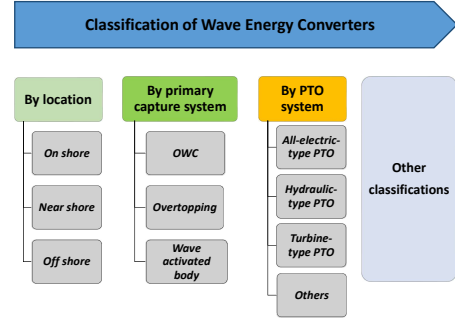 Classification of Wave Energy Converters
By location
On shore
Near shore
Off shore
By primary
capture system
OWC
Overtopping
Wave
activated
body
By PTO
system
All-electric-
type PTO
Hydraulic-
type PTO
Turbine-
type PTO
Others
Other
classifications